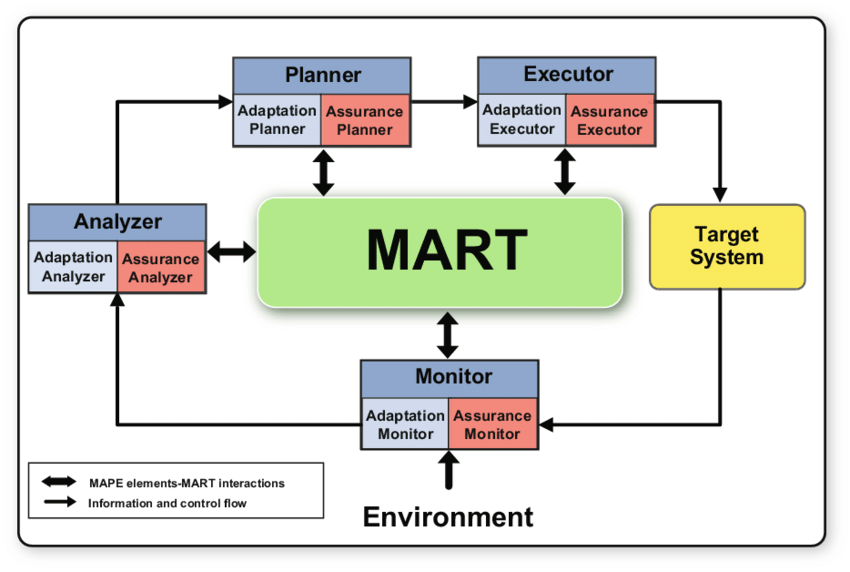 Planner
Adaptation
Planner
Assurance
Planner
Executor
Adaptation
Executor
Assurance
Executor
Analyzer
Adaptation
Analyzer
Assurance
Analyzer
MART
Target
System
Monitor
Adaptation
Monitor
Assurance
Monitor
MAPE elements-MART interactions
Information and control flow
Environment